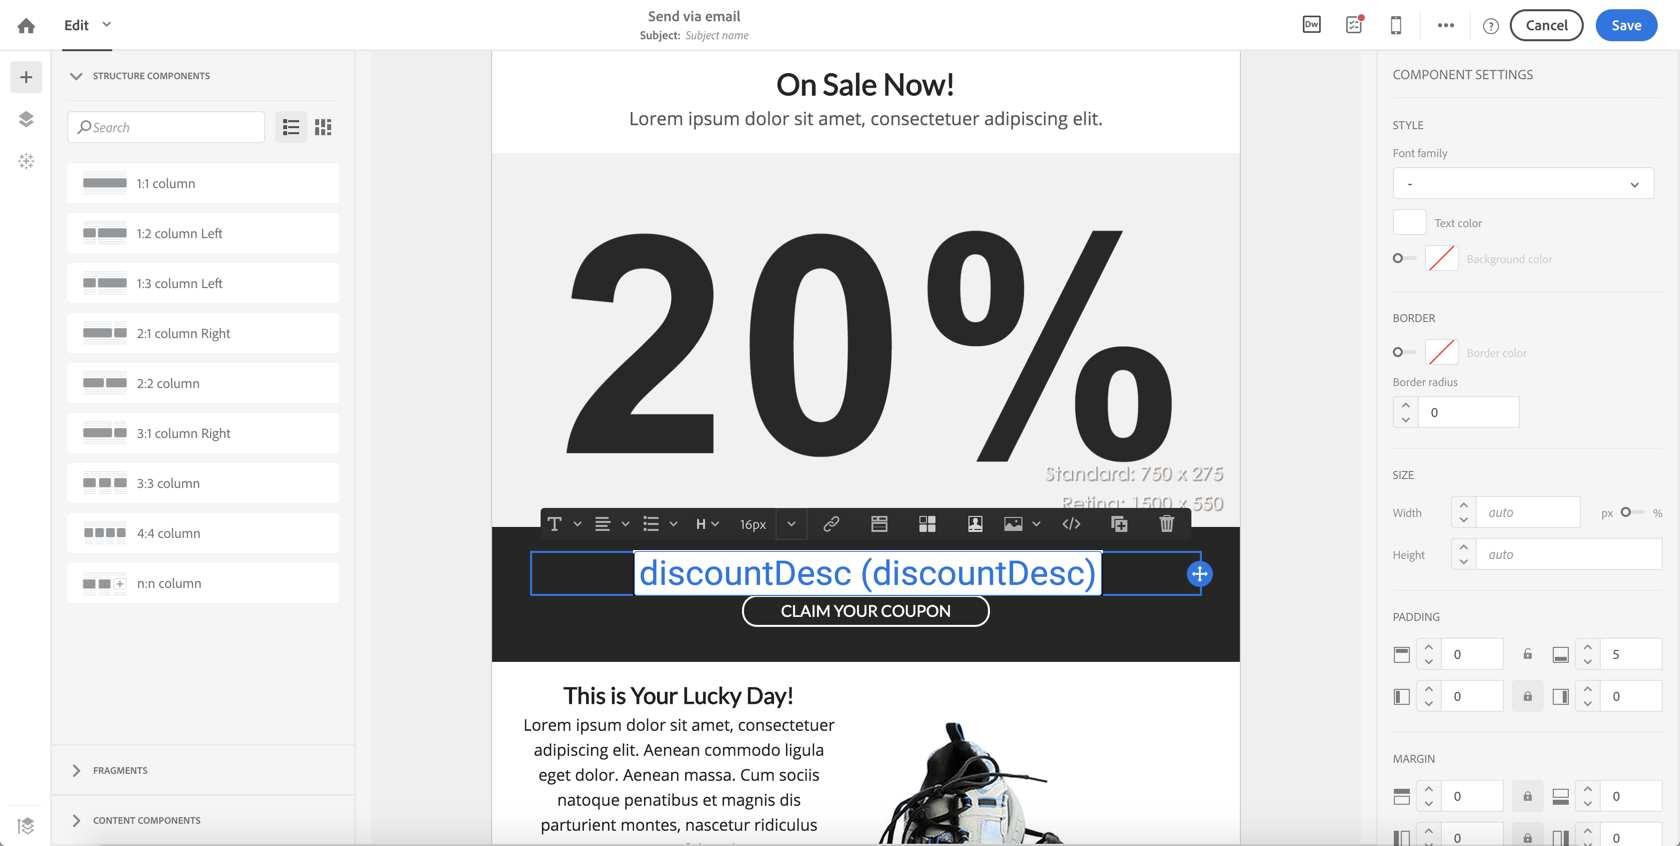 Edit
Send via email
Subject: Subject name
Dw
Cancel
Save
STRUCTURE COMPONENTS
Search
1:1 column
1:2 column Left
1:3 column Left
2:1 column Right
2:2 column
3:1 column Right
3:3 column
4:4 column
n:n column
FRAGMENTS
CONTENT COMPONENTS
On Sale Now!
Lorem ipsum dolor sit amet, consectetuer adipiscing elit.
20%
Standard: 750 x 275
Retina: 1500 x 550
T
H
16px
discountDesc (discountDesc)
CLAIM YOUR COUPON
This is Your Lucky Day!
Lorem ipsum dolor sit amet, consectetuer
adipiscing elit. Aenean commodo ligula
eget dolor. Aenean massa. Cum sociis
natoque penatibus et magnis dis
parturient montes, nascetur ridiculus
COMPONENT SETTINGS
STYLE
Font family
-
Text color
Background color
BORDER
Border color
Border radius
0
SIZE
Width auto px %
Height auto
PADDING
0 5
0 0
MARGIN
0 0
0 0